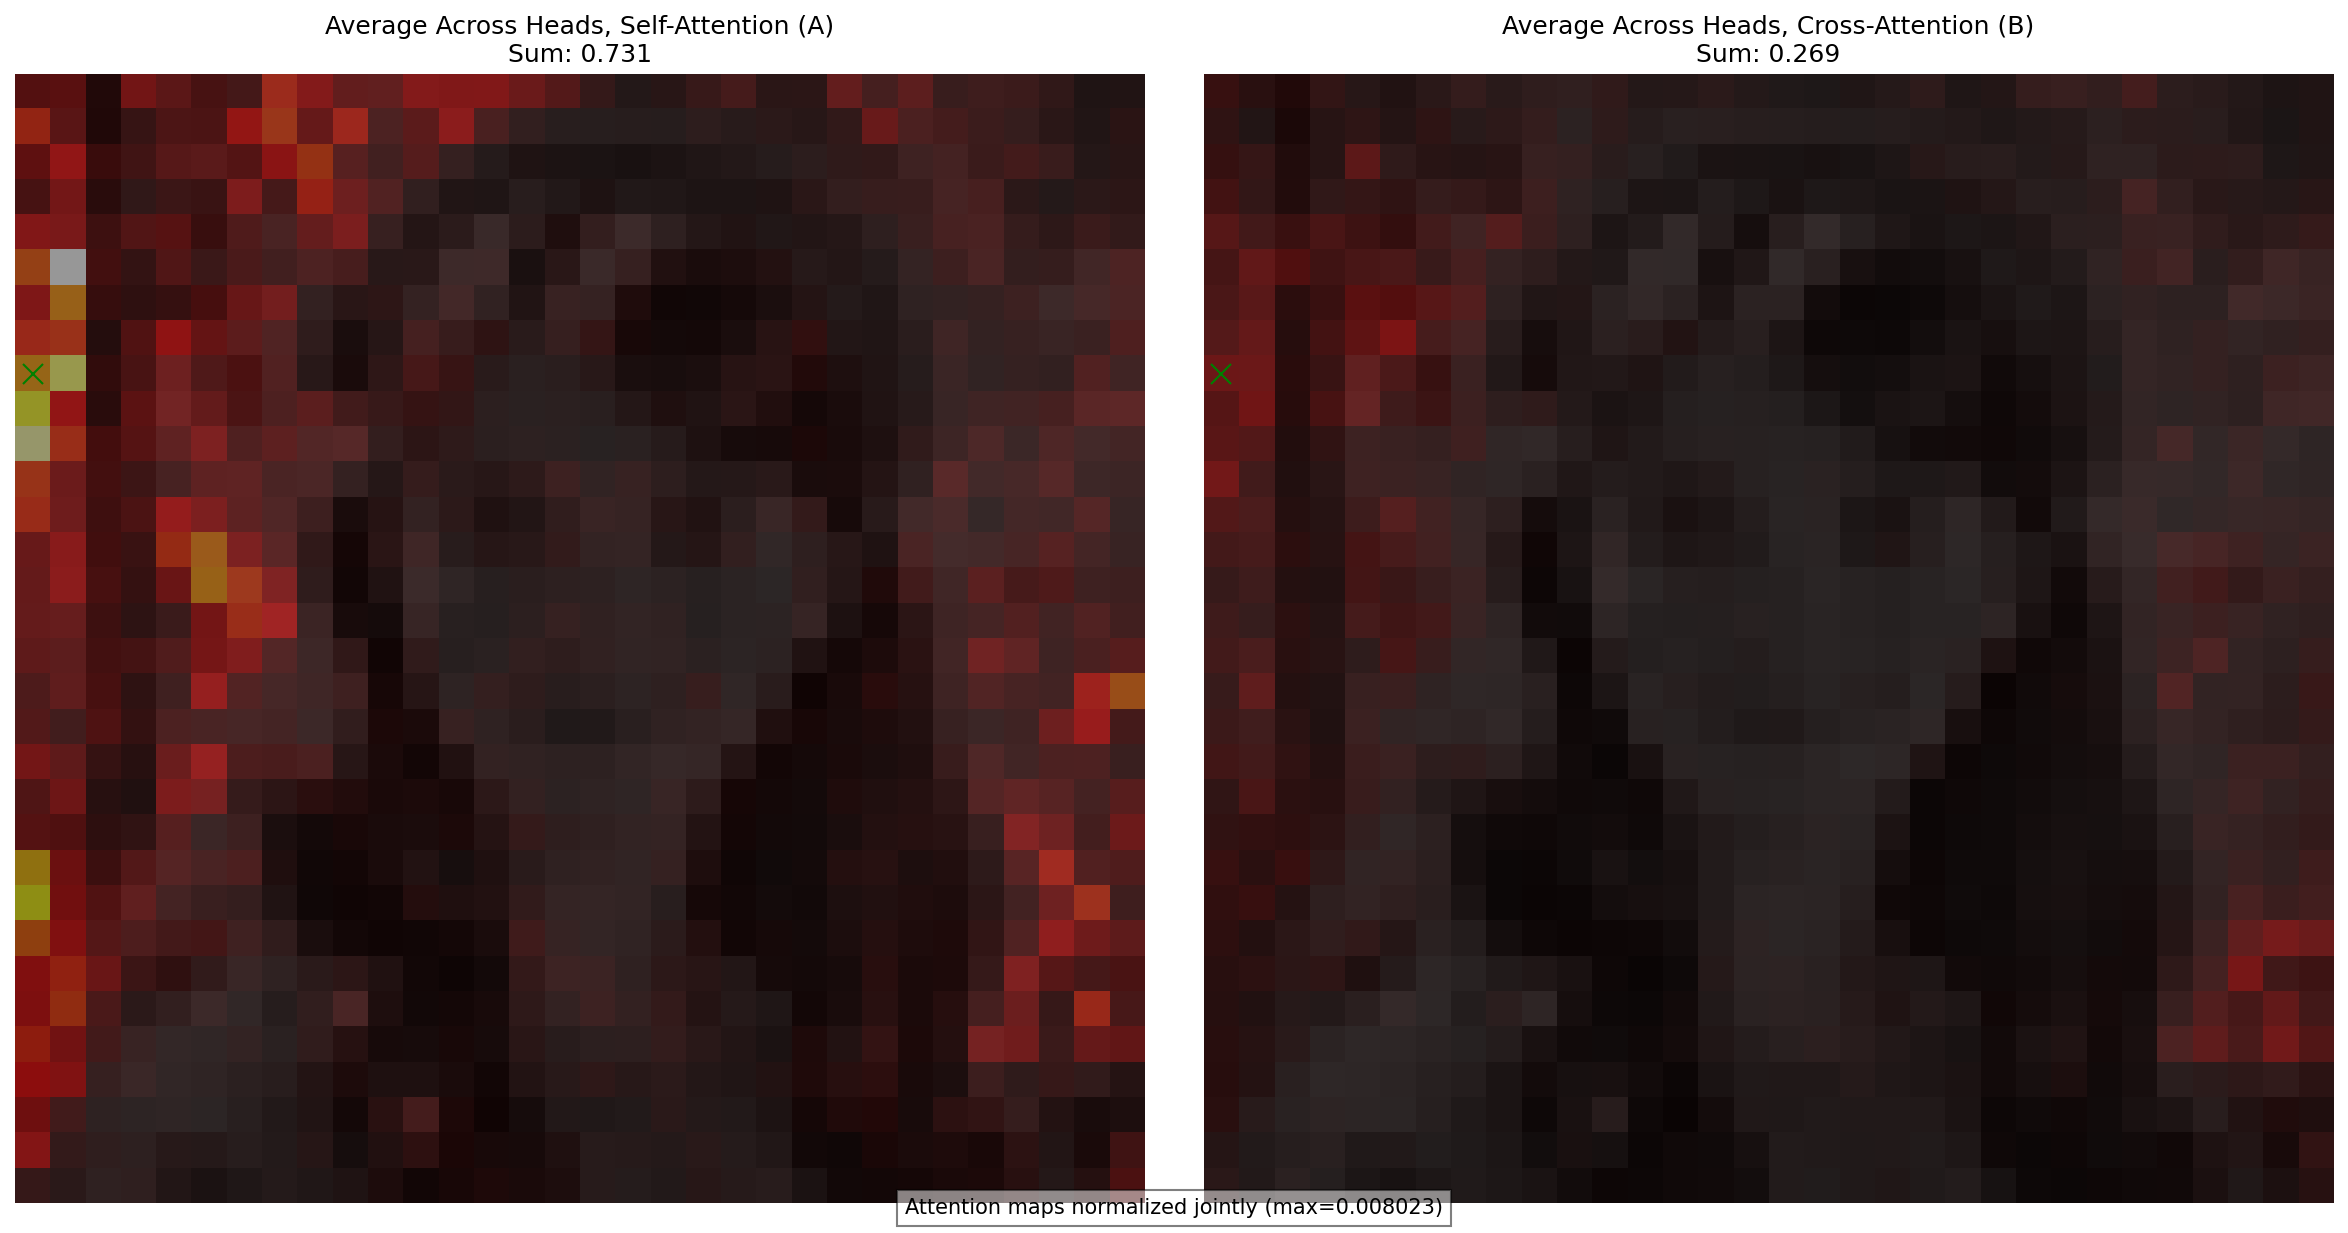 Average Across Heads, Self-Attention (A)
Sum: 0.731
Average Across Heads, Cross-Attention (B)
Sum: 0.269
Attention maps normalized jointly (max=0.008023)